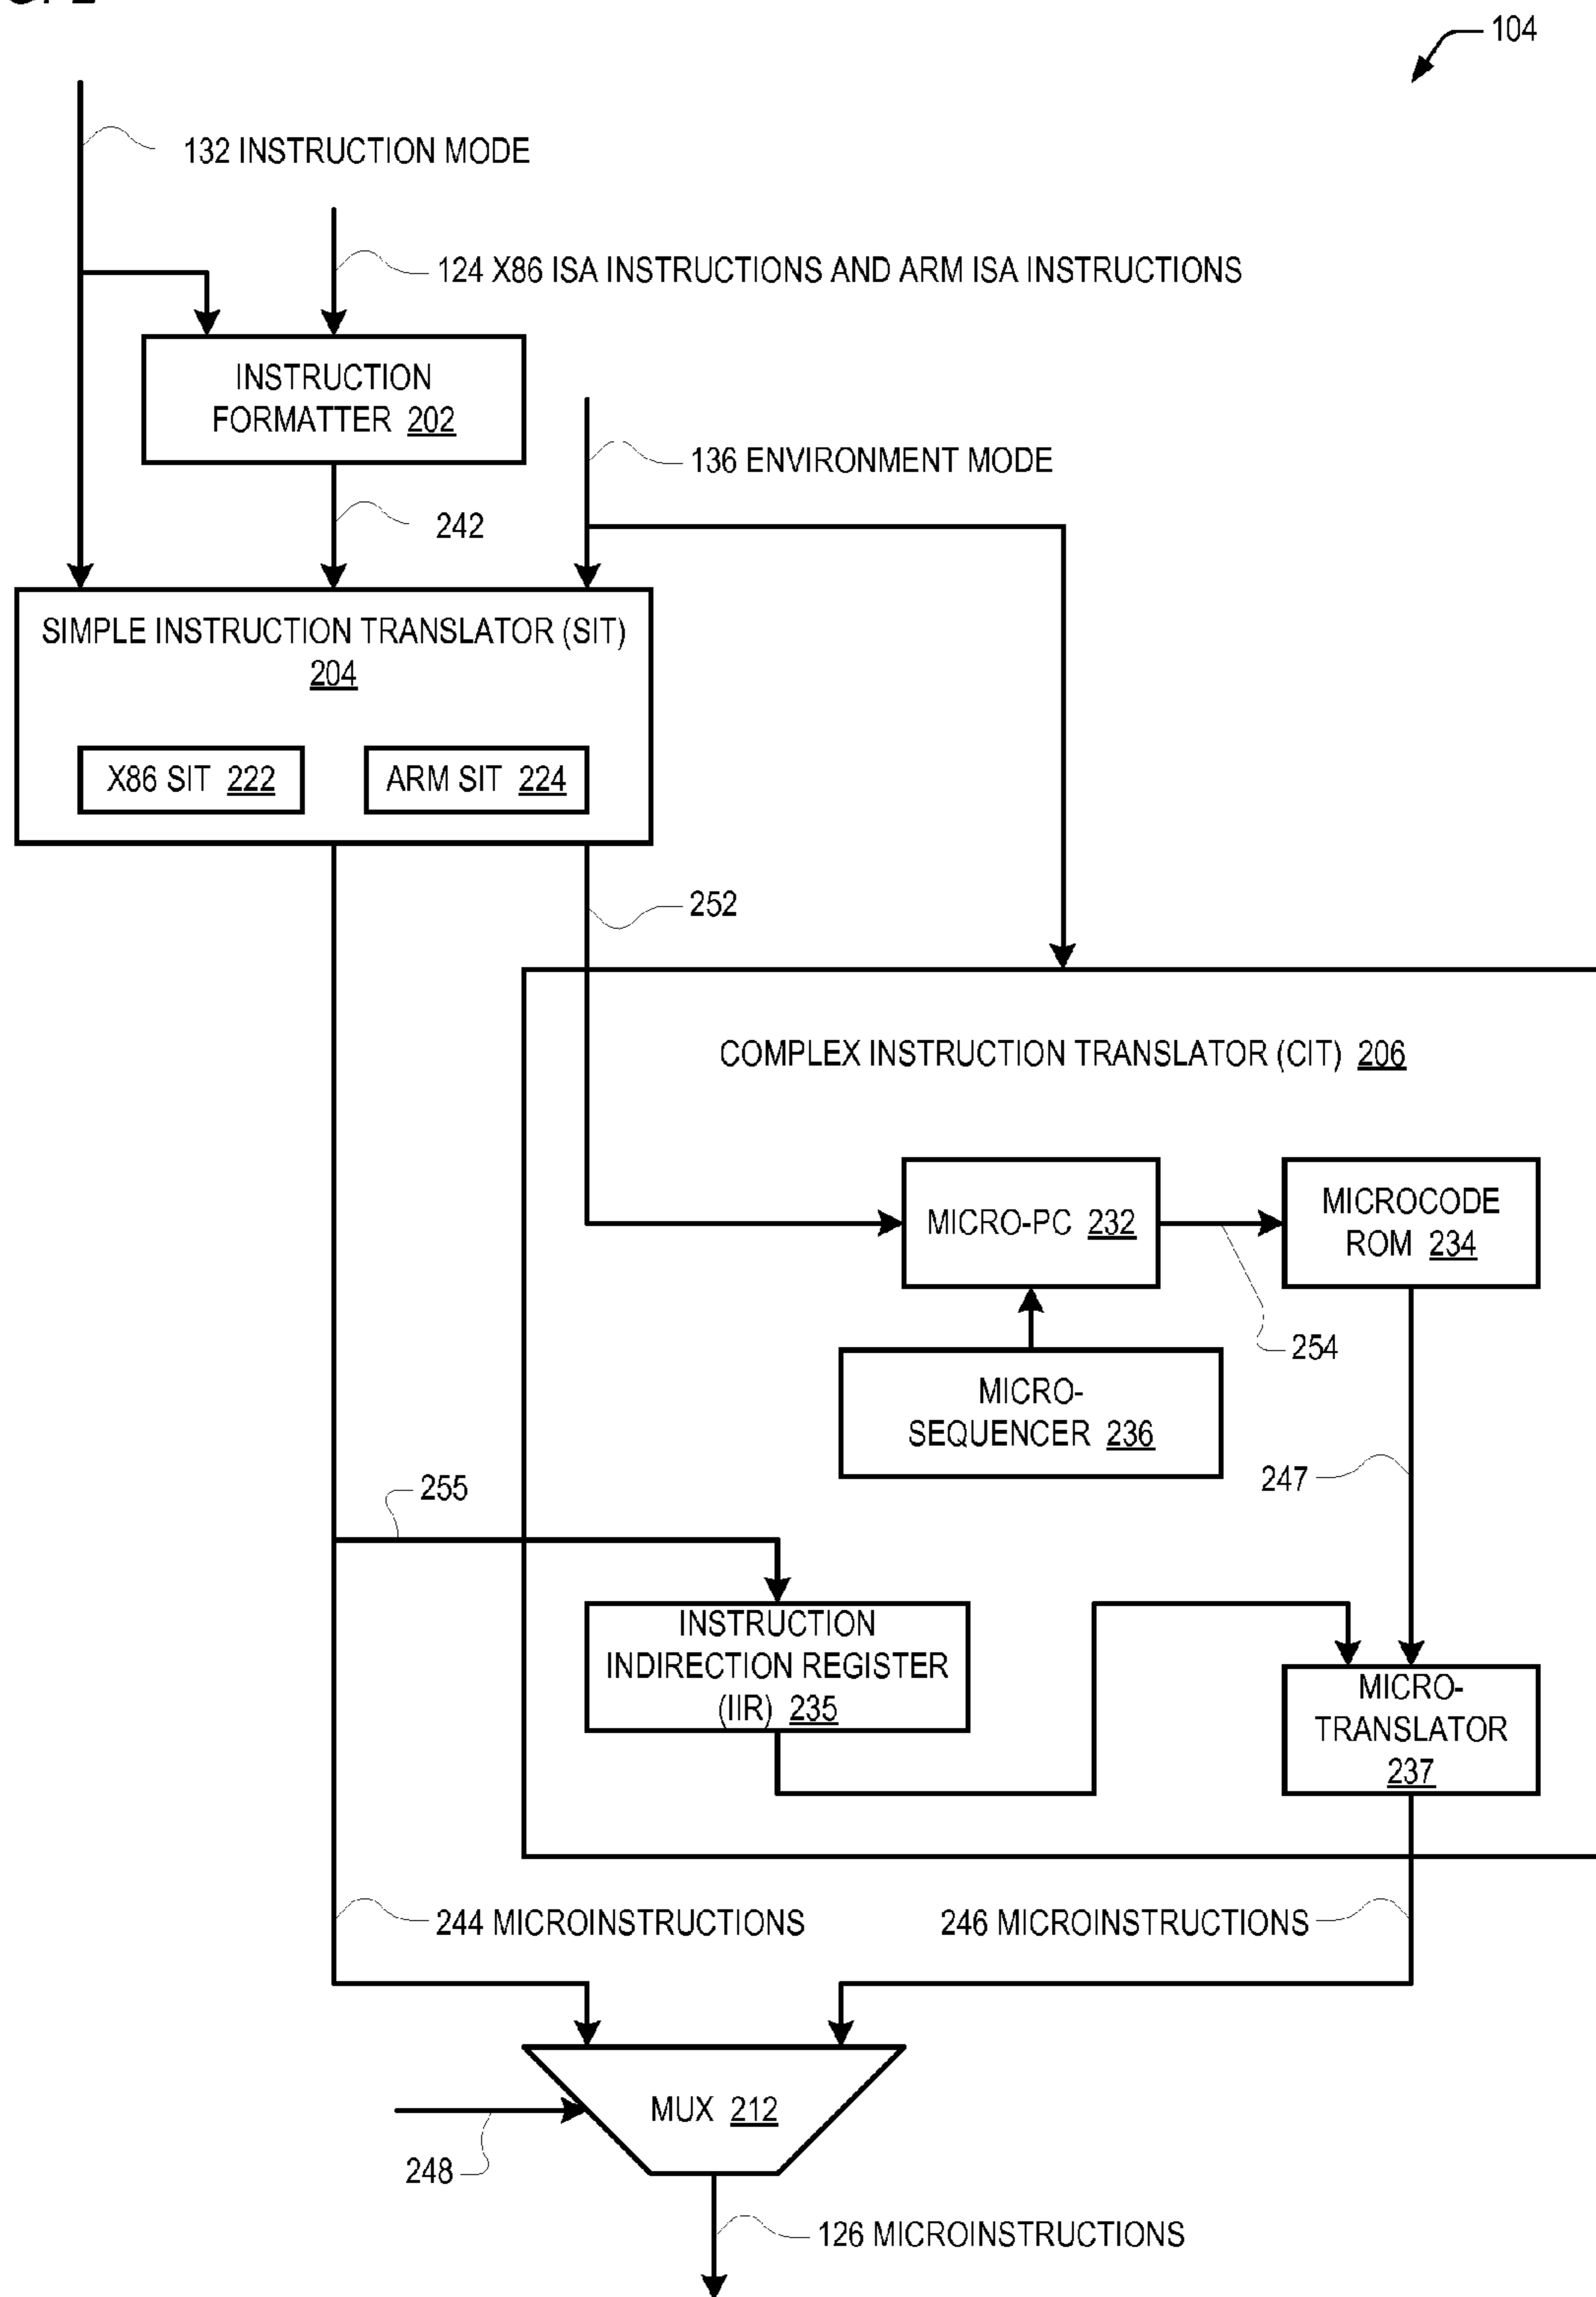 104
132 INSTRUCTION MODE
124 X86 ISA INSTRUCTIONS AND ARM ISA INSTRUCTIONS
INSTRUCTION
FORMATTER 202
136 ENVIRONMENT MODE
242
SIMPLE INSTRUCTION TRANSLATOR (SIT)
204
X86 SIT 222
ARM SIT 224
252
COMPLEX INSTRUCTION TRANSLATOR (CIT) 206
MICRO-PC 232
MICROCODE
ROM 234
254
MICRO-
SEQUENCER 236
247
255
INSTRUCTION
INDIRECTION REGISTER
(IIR) 235
MICRO-
TRANSLATOR
237
244 MICROINSTRUCTIONS
246 MICROINSTRUCTIONS
MUX 212
248
126 MICROINSTRUCTIONS